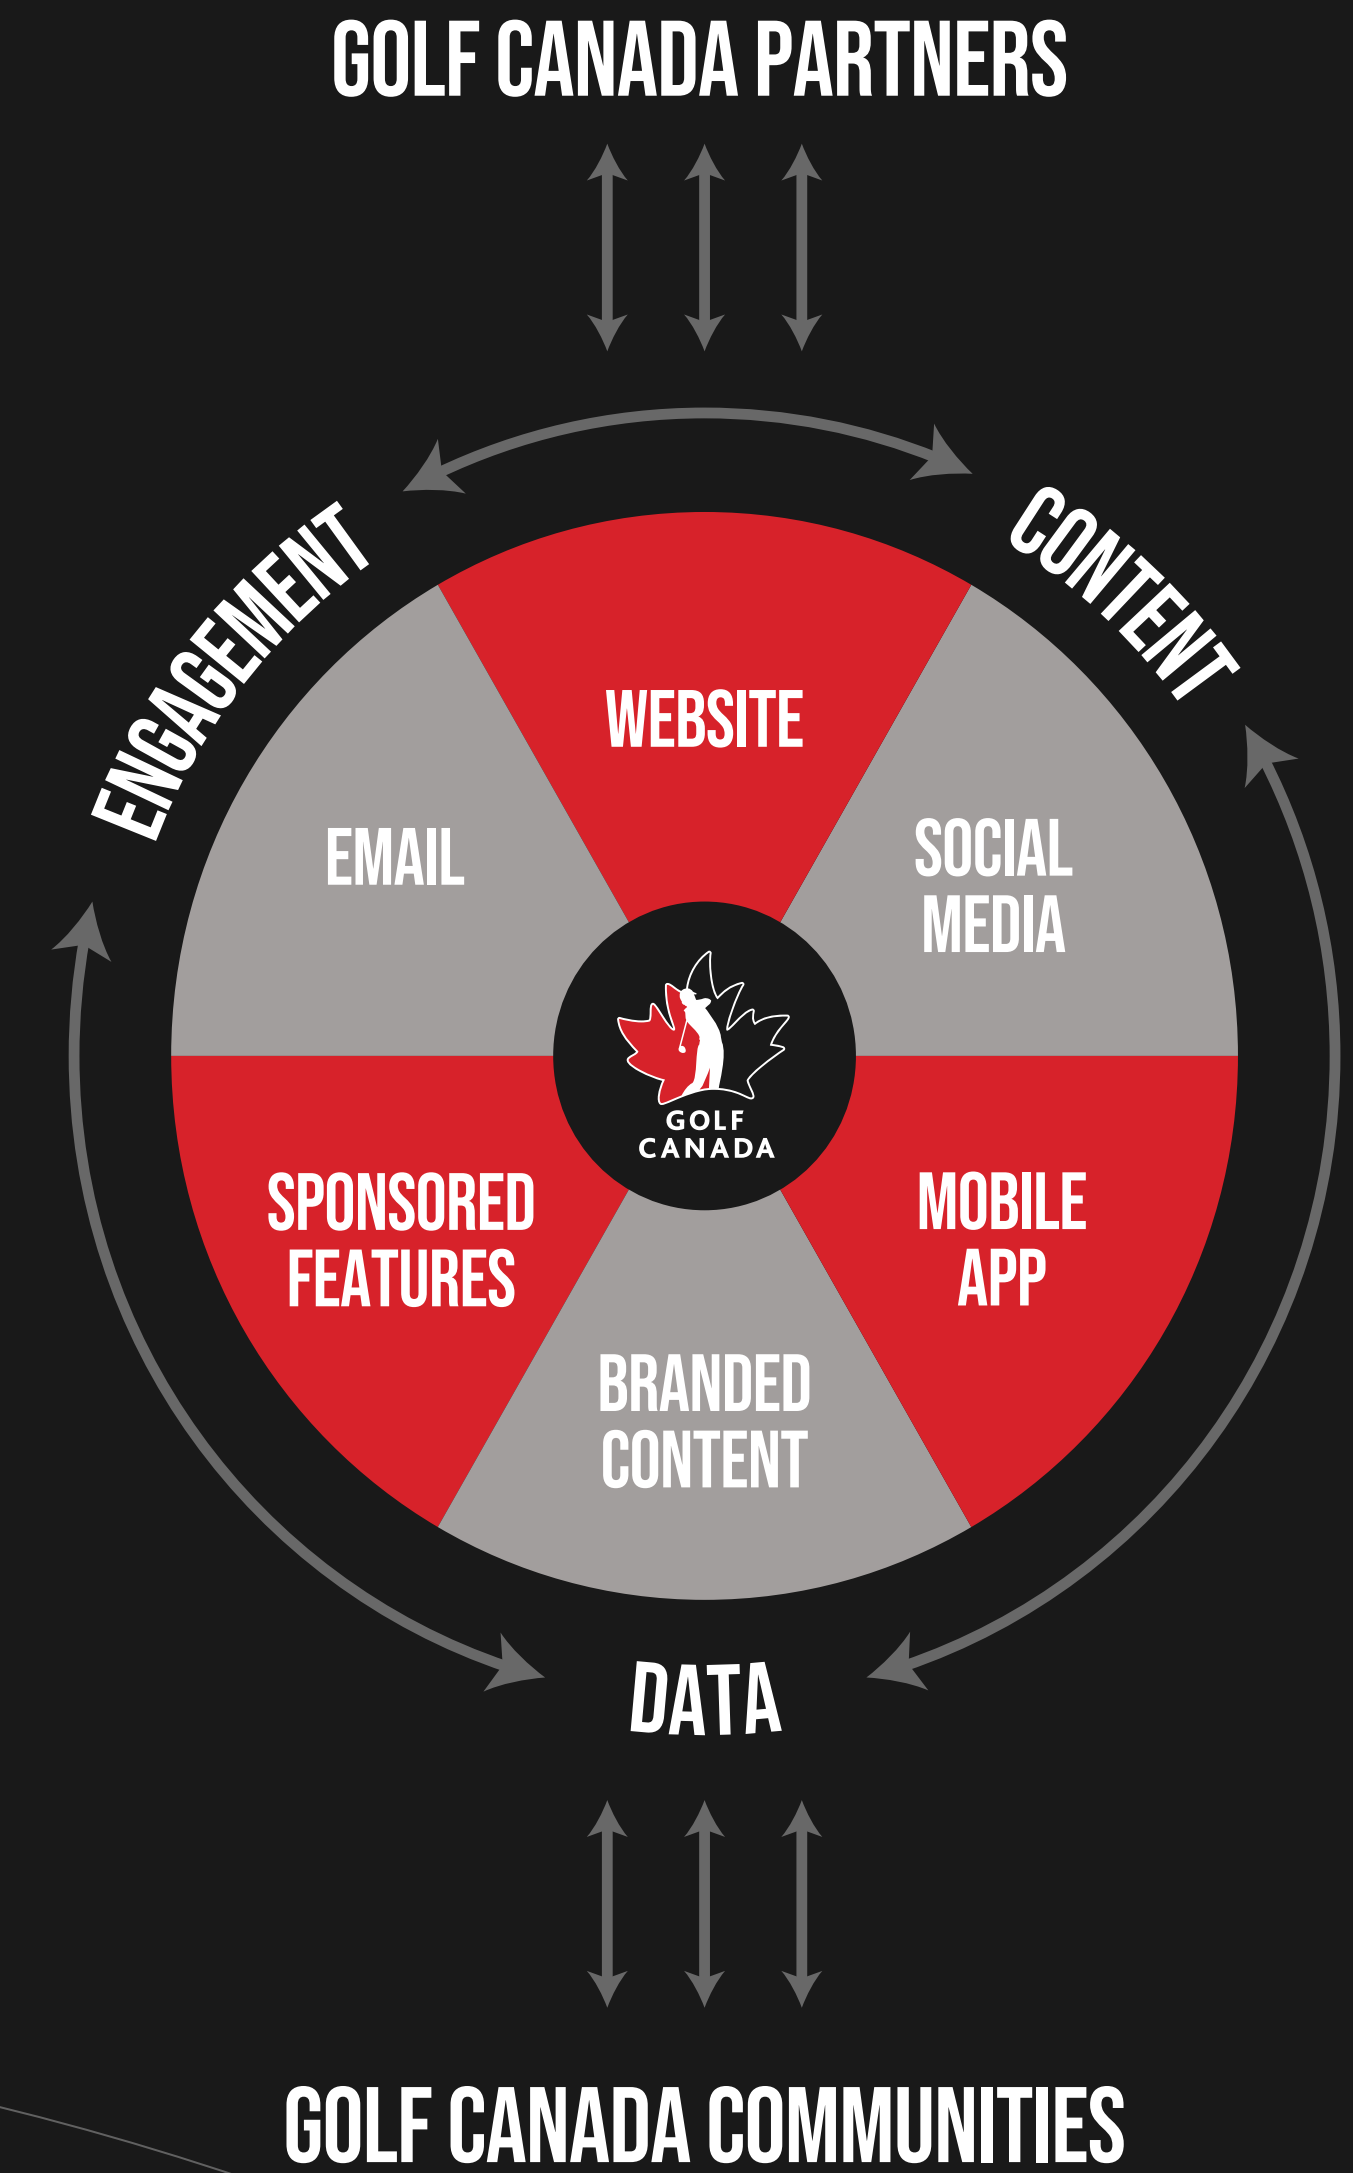 GOLF CANADA PARTNERS
ENGAGEMENT
CONTENT
WEBSITE
EMAIL
SOCIAL
MEDIA
GOLF
CANADA
SPONSORED
FEATURES
MOBILE
APP
BRANDED
CONTENT
DATA
GOLF CANADA COMMUNITIES